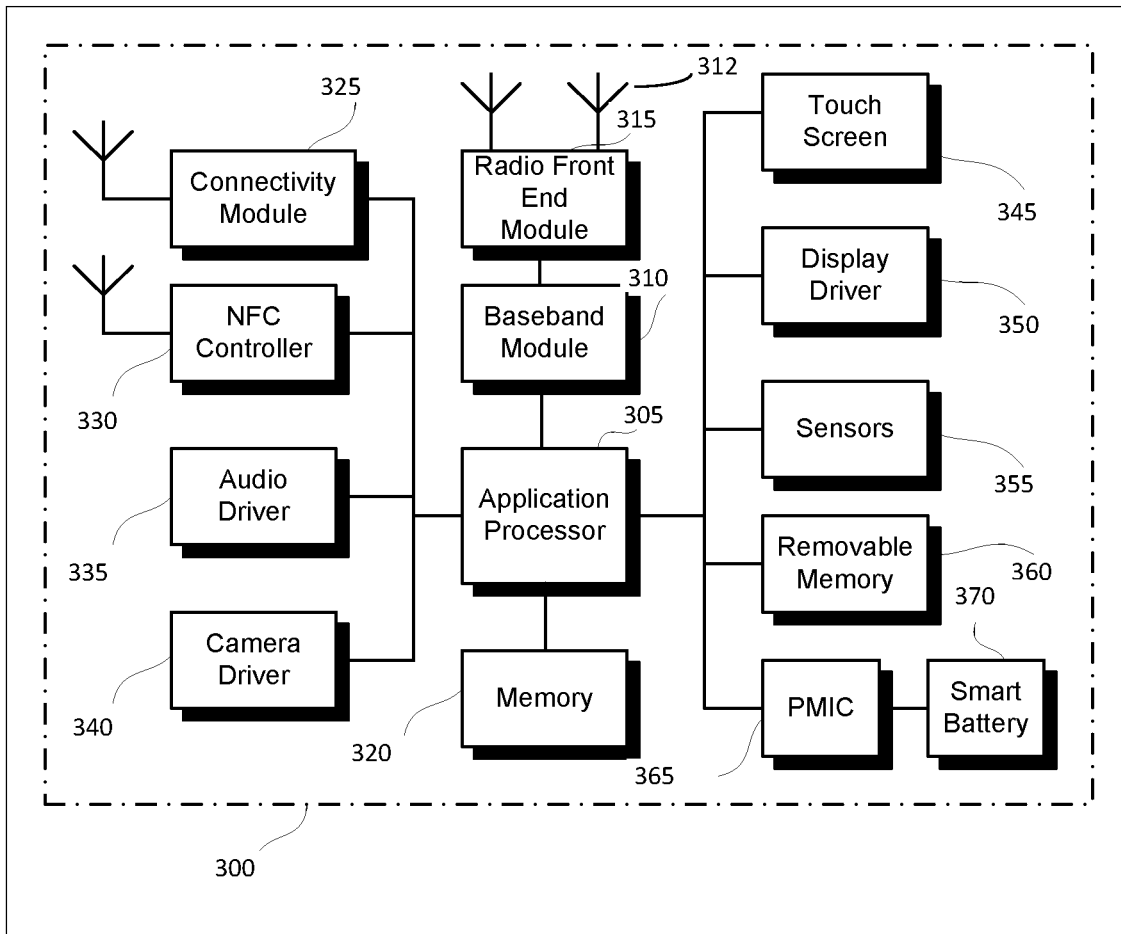 312
325
315
Touch
Screen
Connectivity
Module
Radio Front
End
Module
345
Display
Driver
310
NFC
Controller
Baseband
Module
350
330
305
Sensors
Audio
Driver
Application
Processor
355
335
Removable
Memory
360
370
Camera
Driver
Memory
PMIC
Smart
Battery
340
320
365
300